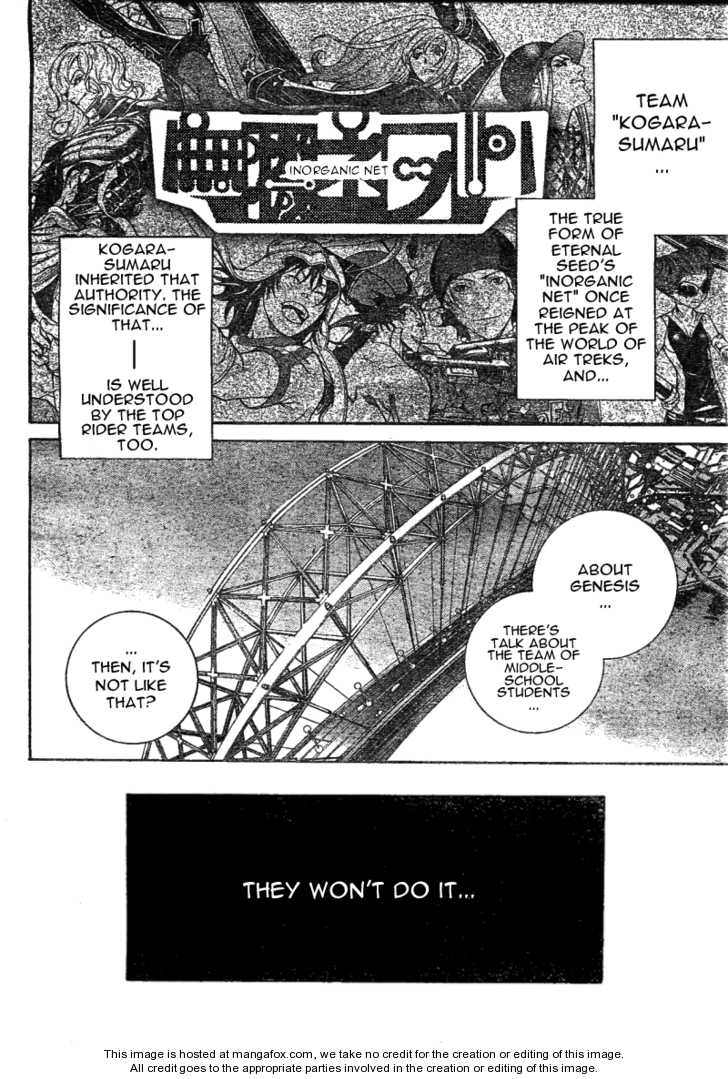 TEAM
"KOGARA-
SUMARU"
...
THE TRUE
FORM OF
ETERNAL
SEED'S
"INORGANIC
NET" ONCE
REIGNED AT
THE PEAK OF
THE WORLD OF
AIR TREKS,
AND...
INORGANIC NET
KOGARA-
SUMARU
INHERITED THAT
AUTHORITY. THE
SIGNIFICANCE OF
THAT...
|
IS WELL
UNDERSTOOD
BY THE TOP
RIDER TEAMS,
TOO.
ABOUT
GENESIS
...
THERE'S
TALK ABOUT
THE TEAM OF
MIDDLE-
SCHOOL
STUDENTS
...
...
THEN, IT'S
NOT LIKE
THAT?
THEY WON'T DO IT...
This image is hosted at mangafox.com, we take no credit for the creation or editing of this image.
All credit goes to the appropriate parties involved in the creation or editing of this image.